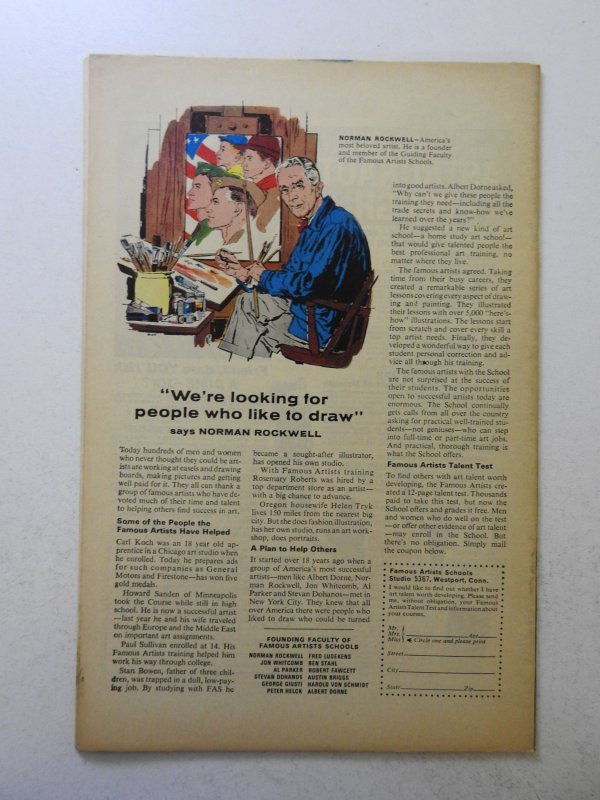 NORMAN ROCKWELL—America's
most beloved artist. He is a founder
and member of the Guiding Faculty
of the Famous Artists Schools.
"We're looking for
people who like to draw"
says NORMAN ROCKWELL
Today hundreds of men and women
who never thought they could be art-
ists are working at easels and drawing
boards, making pictures and getting
well paid for it. They all can thank a
group of famous artists who have de-
voted much of their time and talent
to helping others find success in art.
Some of the People the
Famous Artists Have Helped
Carl Koch was an 18 year old ap-
prentice in a Chicago art studio when
he enrolled. Today he prepares ads
for such companies as General
Motors and Firestone—has won five
gold medals.
Howard Sanden of Minneapolis
took the Course while still in high
school. He is now a successful artist
—last year he and his wife traveled
through Europe and the Middle East
on important art assignments.
Paul Sullivan enrolled at 14. His
Famous Artists training helped him
work his way through college.
Stan Bowen, father of three chil-
dren, was trapped in a dull, low-pay-
ing job. By studying with FAS he
became a sought-after illustrator,
has opened his own studio.
With Famous Artists training
Rosemary Roberts was hired by a
top department store as an artist—
with a big chance to advance.
Oregon housewife Helen Tryk
lives 150 miles from the nearest big
city. But she does fashion illustration,
has her own studio, runs an art work-
shop, does portraits.
A Plan to Help Others
It started over 18 years ago when a
group of America's most successful
artists—men like Albert Dorne, Nor-
man Rockwell, Jon Whitcomb, Al
Parker and Stevan Dohanos—met in
New York City. They knew that all
over America there were people who
liked to draw who could be turned
into good artists. Albert Dorne asked,
"Why can't we give these people the
training they need—including all the
trade secrets and know-how we've
learned over the years?"
He suggested a new kind of art
school—a home study art school—
that would give talented people the
best professional art training, no
matter where they live.
The famous artists agreed. Taking
time from their busy careers, they
created a remarkable series of art
lessons covering every aspect of draw-
ing and painting. They illustrated
their lessons with over 5,000 "here's-
how" illustrations. The lessons start
from scratch and cover every skill a
top artist needs. Finally, they de-
veloped a wonderful way to give each
student personal correction and ad-
vice all through his training.
The famous artists with the School
are not surprised at the success of
their students. The opportunities
open to successful artists today are
enormous. The School continually
gets calls from all over the country
asking for practical well-trained stu-
dents—not geniuses—who can step
into full-time or part-time art jobs.
And practical, thorough training is
what the School offers.
Famous Artists Talent Test
To find others with art talent worth
developing, the Famous Artists cre-
ated a 12-page talent test. Thousands
paid to take this test, but now the
School offers and grades it free. Men
and women who do well on the test
—or offer other evidence of art talent
—may enroll in the School. But
there's no obligation. Simply mail
the coupon below.
FOUNDING FACULTY OF
FAMOUS ARTISTS SCHOOLS
NORMAN ROCKWELL FRED LUDEKENS
JON WHITCOMB BEN STAHL
AL PARKER ROBERT FAWCETT
STEVAN DOHANOS AUSTIN BRIGGS
GEORGE GIUSTI HAROLD VON SCHMIDT
PETER HELCK ALBERT DORNE
Famous Artists Schools
Studio 5367, Westport, Conn.
I would like to find out whether I have
art talent worth developing. Please send
me, without obligation, your Famous
Artists Talent Test and information about
your courses.
Mr.
Mrs. Age
Miss Circle one and please print
Street
City
State Zip